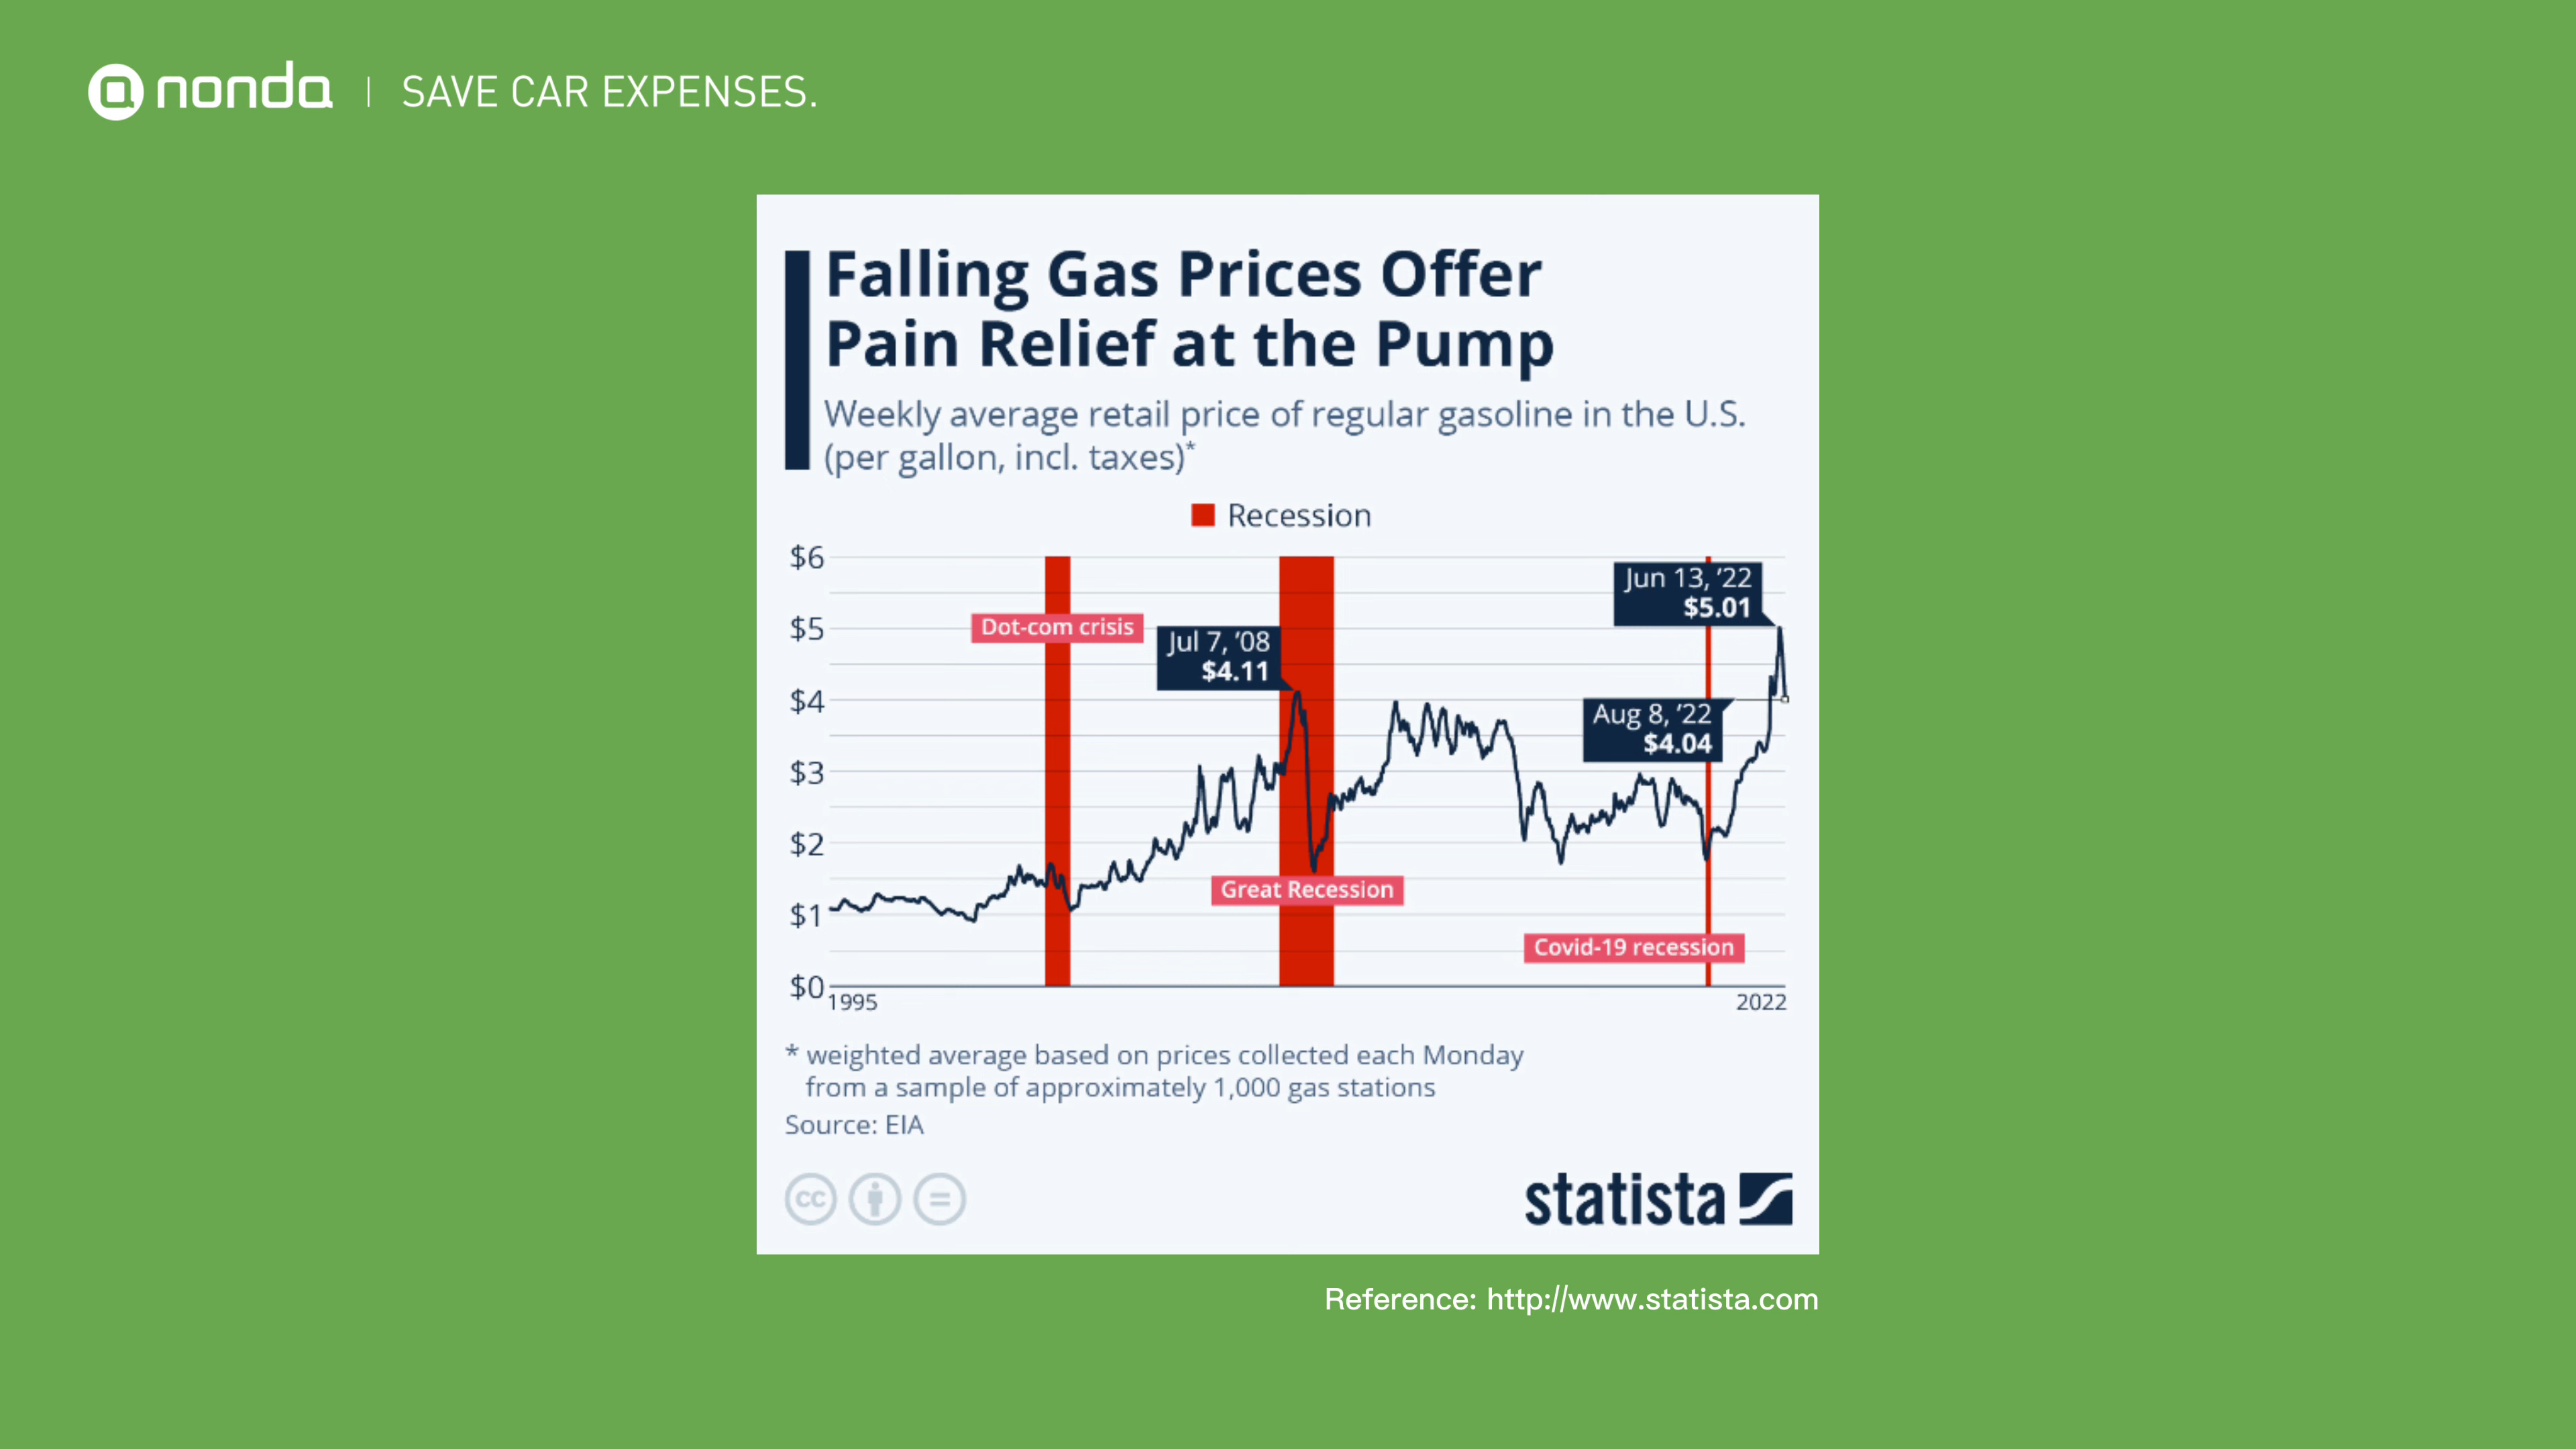 nonda | SAVE CAR EXPENSES.
Falling Gas Prices Offer
Pain Relief at the Pump
Weekly average retail price of regular gasoline in the U.S.
(per gallon, incl. taxes)*
Recession
$6
$5
$4
$3
$2
$1
$0
Dot-com crisis
Jul 7, '08
$4.11
Great Recession
Jun 13, '22
$5.01
Aug 8, '22
$4.04
Covid-19 recession
1995
2022
* weighted average based on prices collected each Monday
from a sample of approximately 1,000 gas stations
Source: EIA
cc
statista
Reference: http://www.statista.com